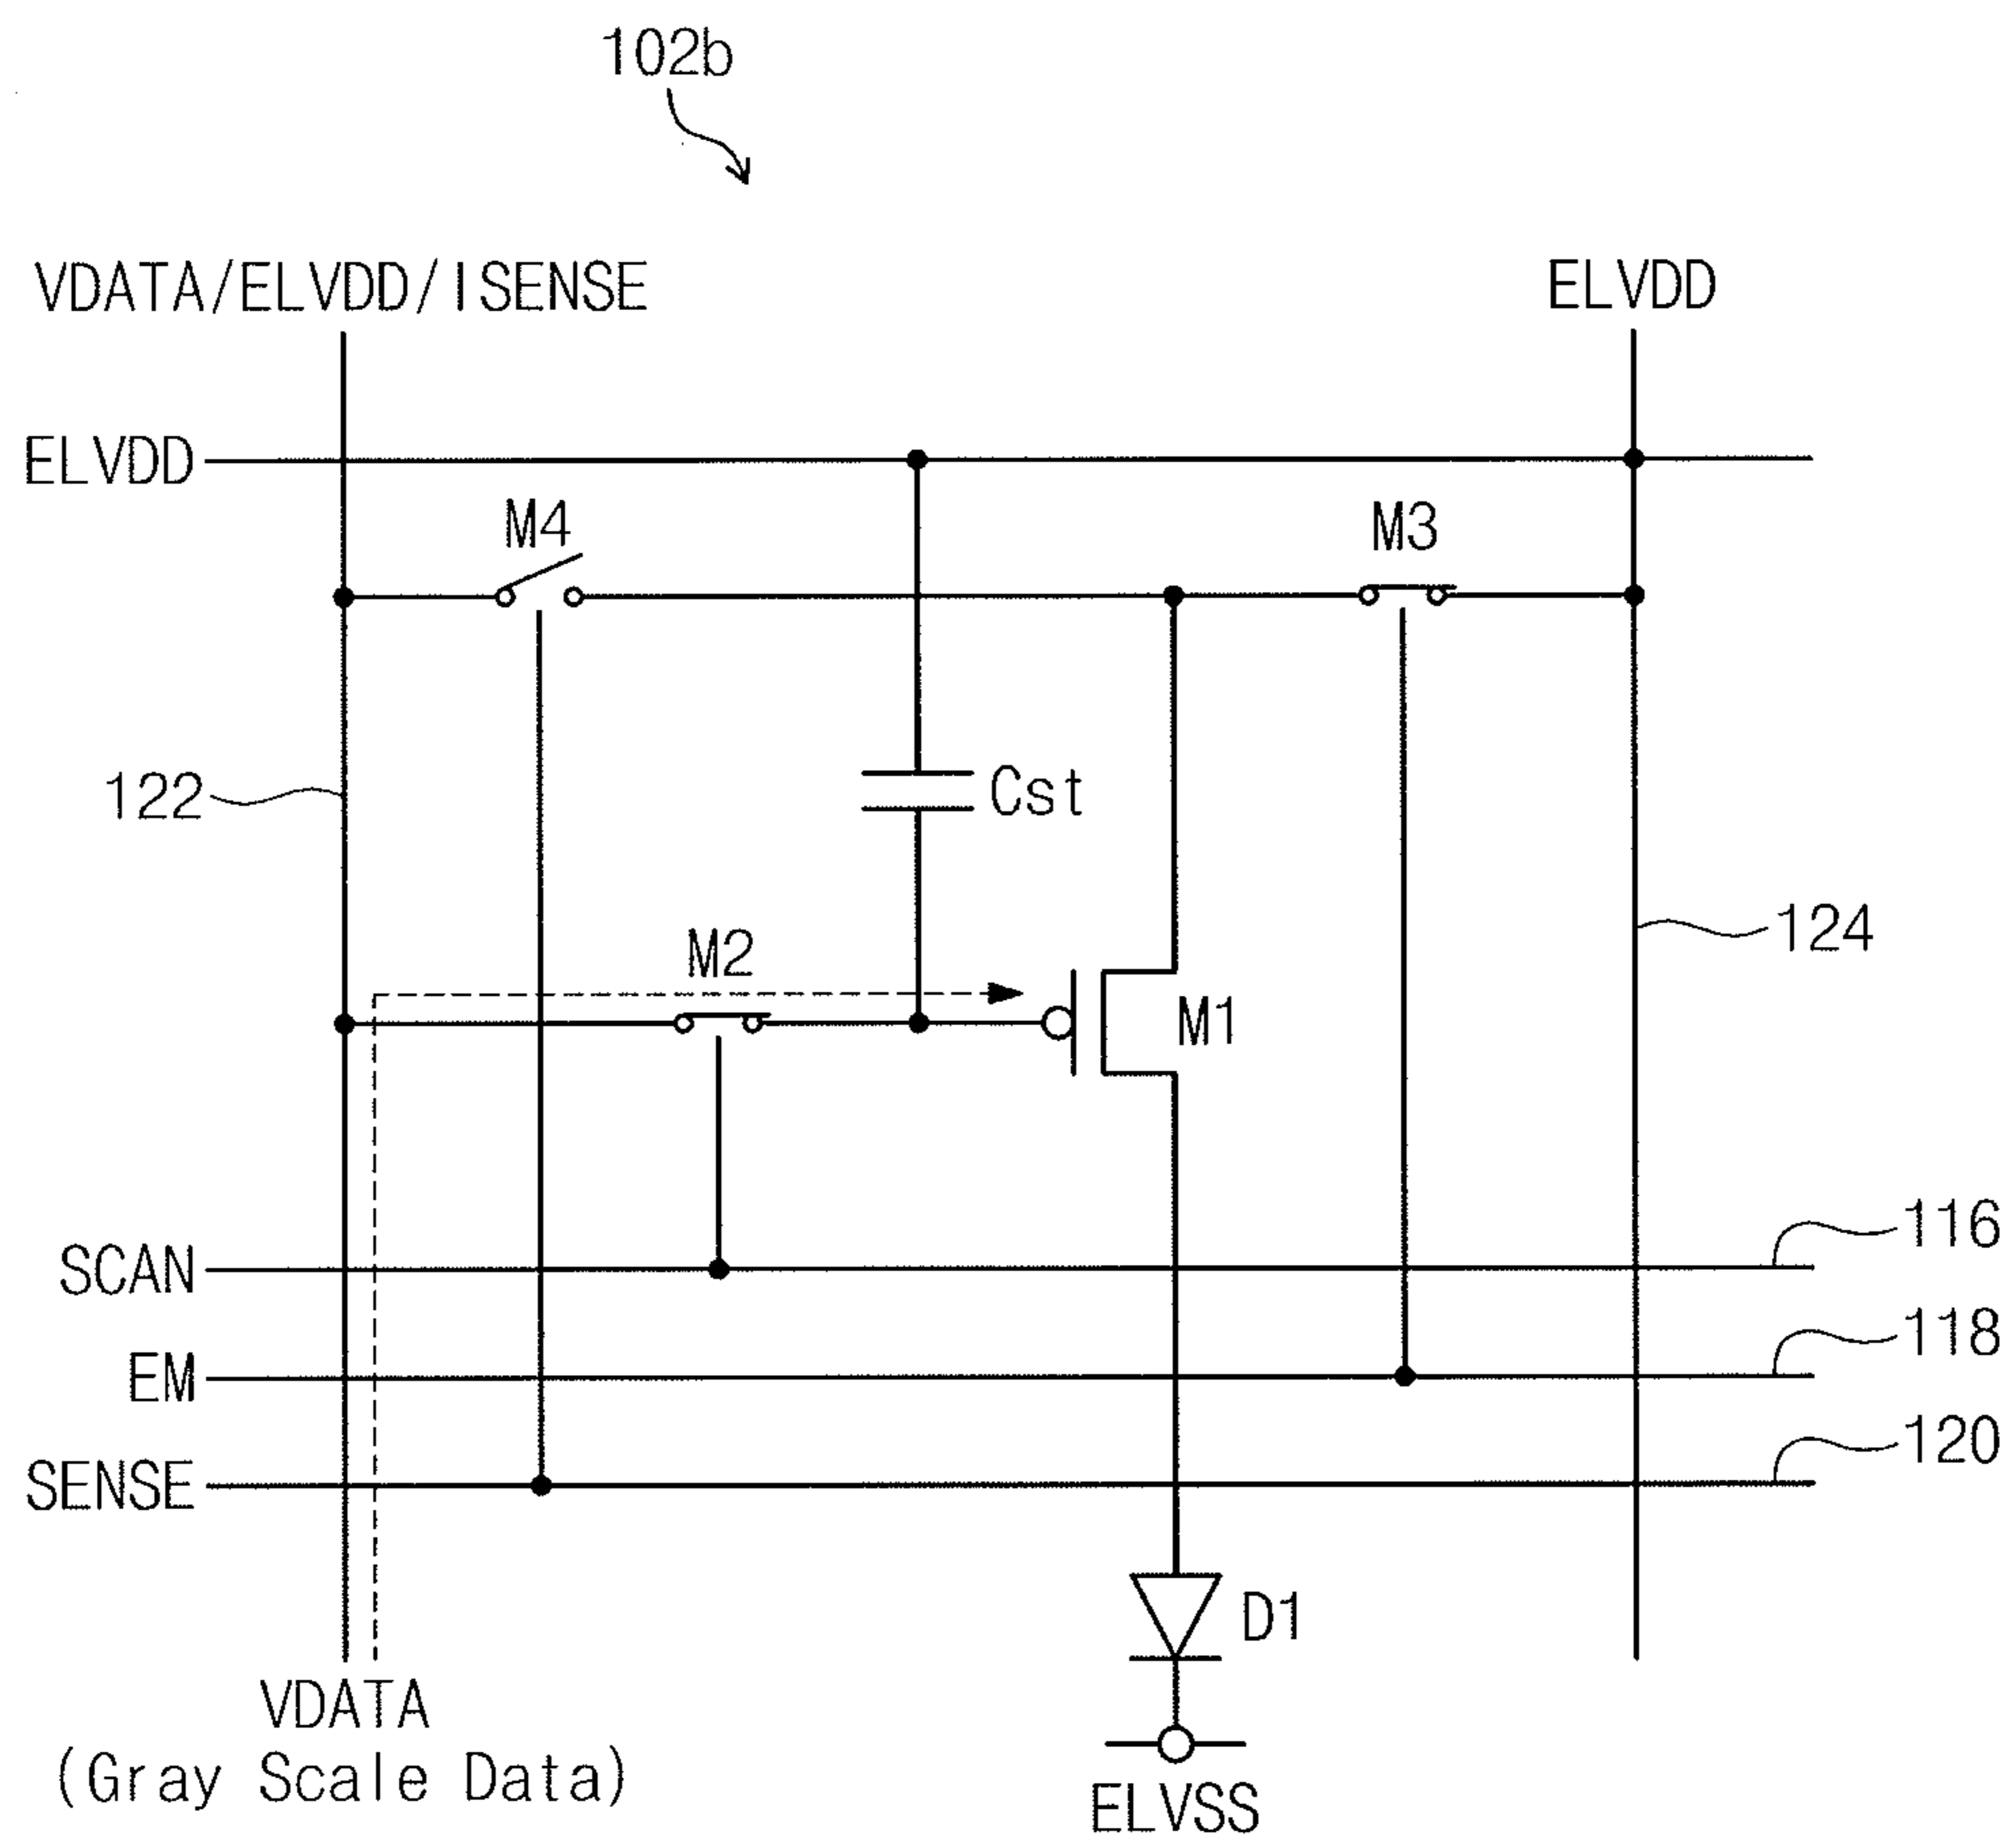 102b
VDATA/ELVDD/ISENSE
ELVDD
ELVDD
M4
M3
122
Cst
124
M2
M1
SCAN
116
EM
118
SENSE
120
D1
VDATA
(Gray Scale Data)
ELVSS